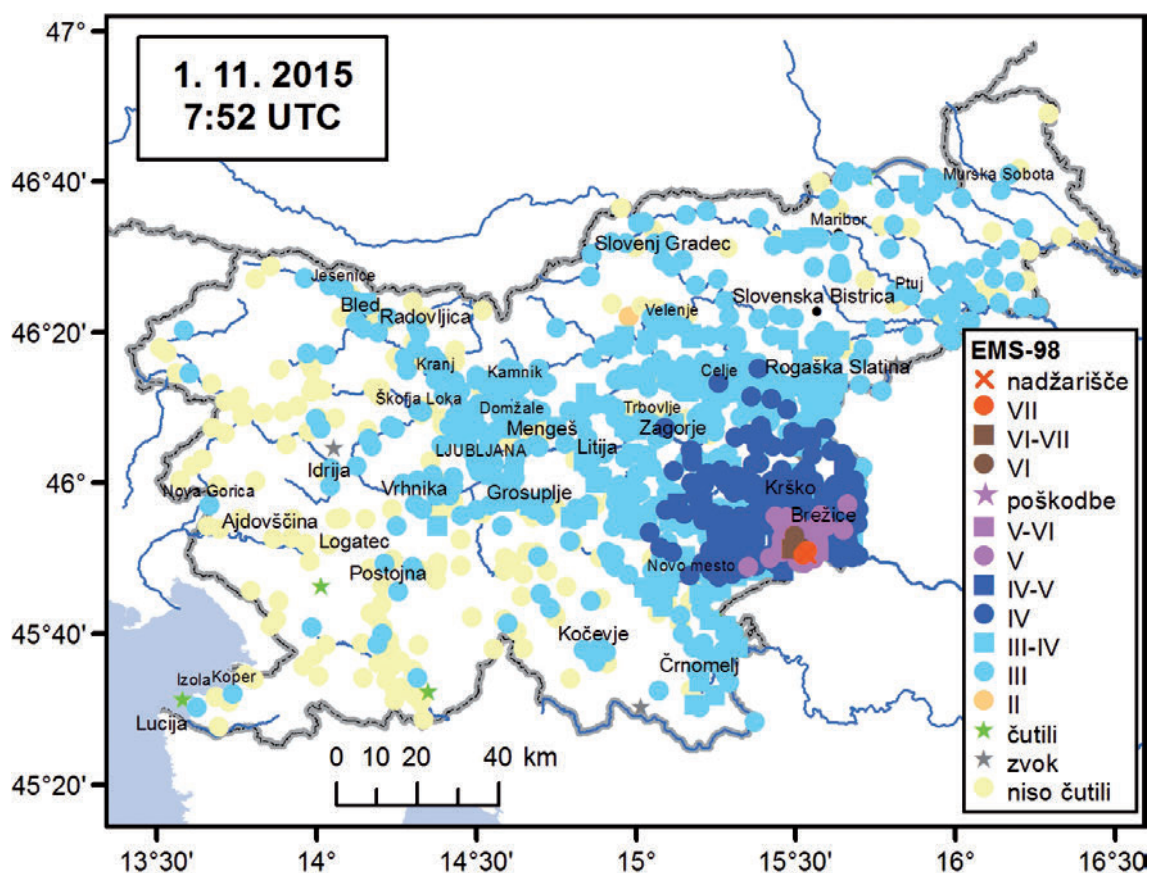 1. 11. 2015
7:52 UTC
47°
46°40'
46°20'
46°
45°40'
45°20'
13°30'
14°
14°30'
15°
15°30'
16°
16°30'
Murska Sobota
Maribor
Slovenj Gradec
Jesenice
Bled
Radovljica
Velenje
Slovenska Bistrica
Ptuj
Kranj
Kamnik
Celje
Rogaška Slatina
Škofja Loka
Domžale
Mengeš
Trbovlje
Zagorje
LJUBLJANA
Litija
Idrija
Vrhnika
Grosuplje
Krško
Nova Gorica
Ajdovščina
Brežice
Logatec
Postojna
Novo mesto
Kočevje
Črnomelj
Izola
Koper
Lucija
0 10 20 40 km
EMS-98
nadžarišče
VII
VI-VII
VI
poškodbe
V-VI
V
IV-V
IV
III-IV
III
II
čutili
zvok
niso čutili